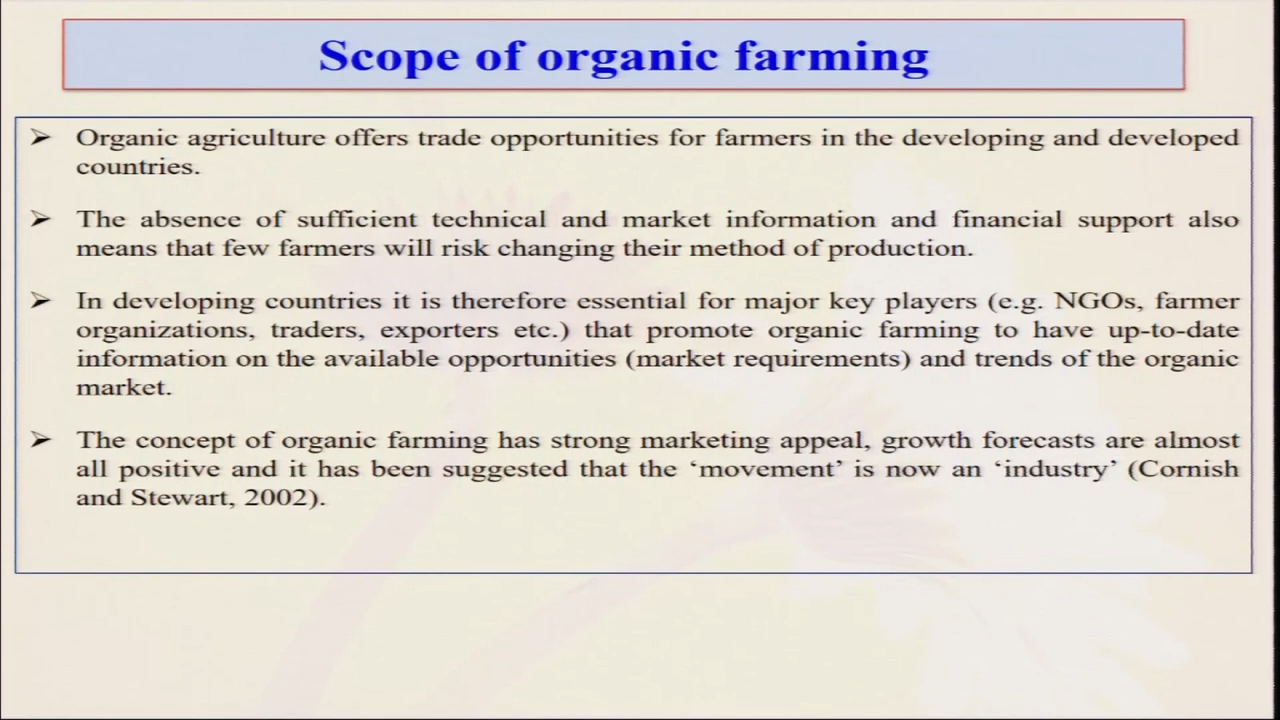 Scope of organic farming
➢ Organic agriculture offers trade opportunities for farmers in the developing and developed
countries.
➢ The absence of sufficient technical and market information and financial support also
means that few farmers will risk changing their method of production.
➢ In developing countries it is therefore essential for major key players (e.g. NGOs, farmer
organizations, traders, exporters etc.) that promote organic farming to have up-to-date
information on the available opportunities (market requirements) and trends of the organic
market.
➢ The concept of organic farming has strong marketing appeal, growth forecasts are almost
all positive and it has been suggested that the ‘movement’ is now an ‘industry’ (Cornish
and Stewart, 2002).